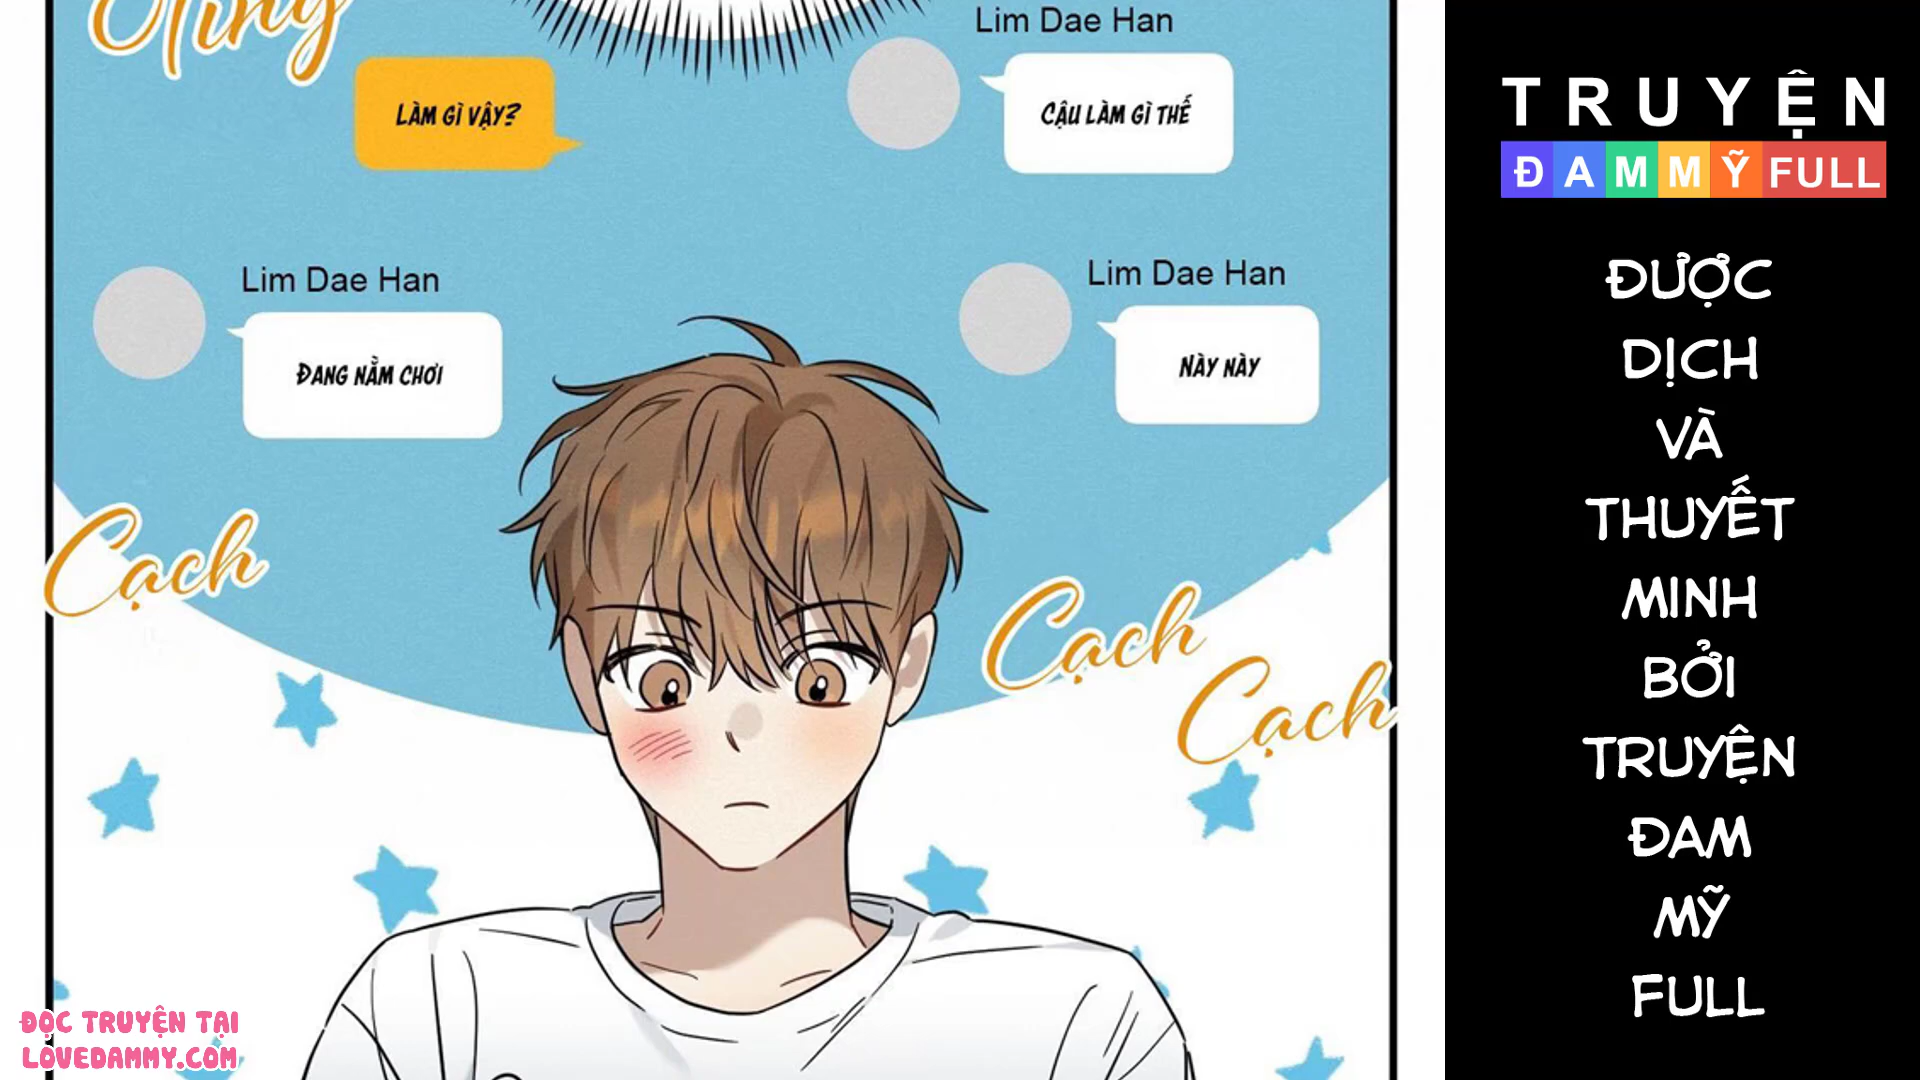 Ting
Lim Dae Han
LÀM GÌ VẬY?
CẬU LÀM GÌ THẾ
Lim Dae Han
ĐANG NẰM CHƠI
Lim Dae Han
NÀY NÀY
Cạch
Cạch
Cạch
ĐỌC TRUYỆN TẠI
LOVEDAMMY.COM
TRUYỆN
ĐAMMỸFULL
ĐƯỢC
DỊCH
VÀ
THUYẾT
MINH
BỞI
TRUYỆN
ĐAM
MỸ
FULL